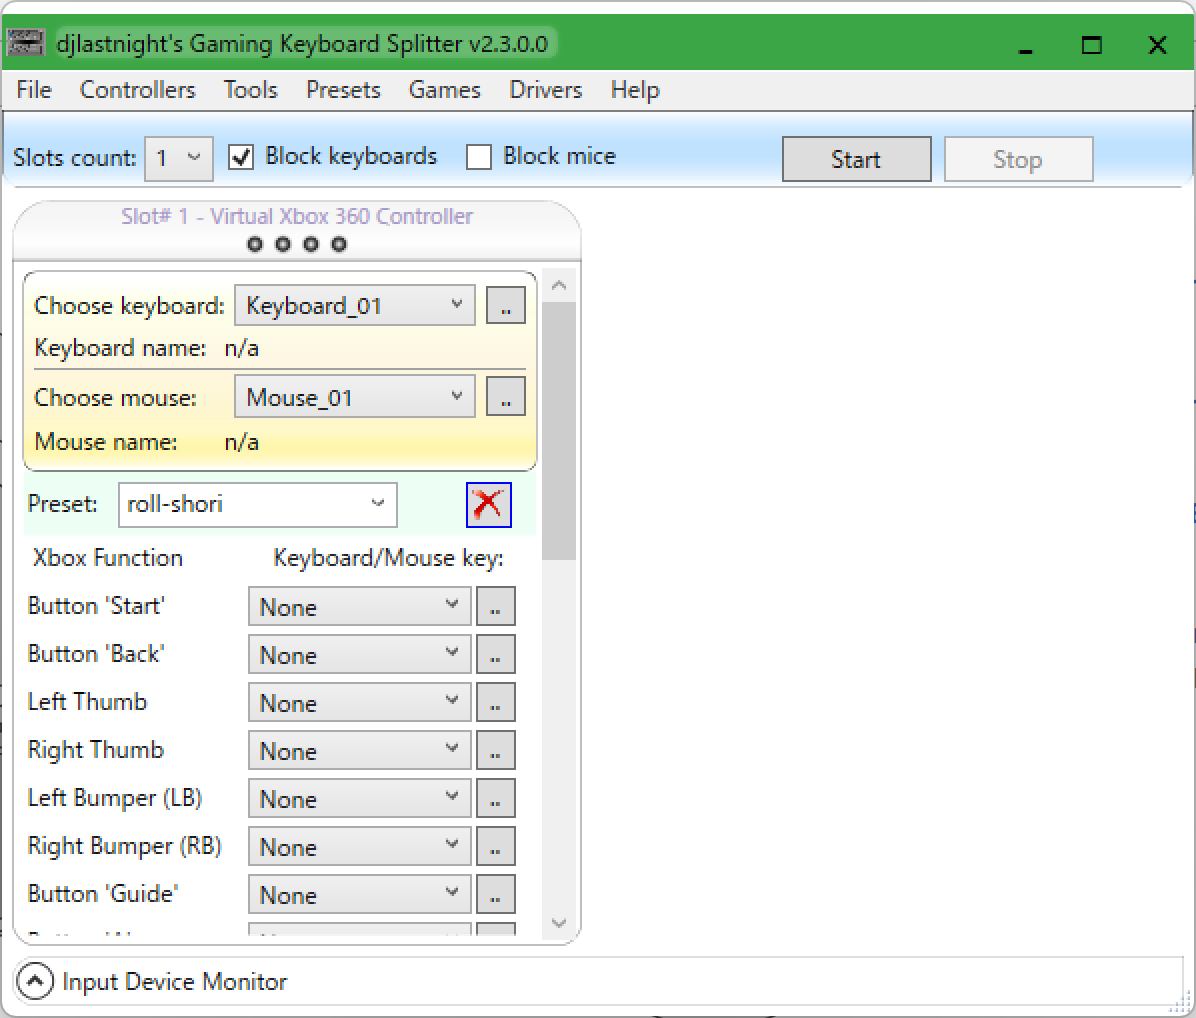 djlastnight's Gaming Keyboard Splitter v2.3.0.0
File Controllers Tools Presets Games Drivers Help
Slots count: 1 Block keyboards Block mice Start Stop
Slot# 1 - Virtual Xbox 360 Controller
Choose keyboard: Keyboard_01 ..
Keyboard name: n/a
Choose mouse: Mouse_01 ..
Mouse name: n/a
Preset: roll-shori
Xbox Function Keyboard/Mouse key:
Button 'Start' None ..
Button 'Back' None ..
Left Thumb None ..
Right Thumb None ..
Left Bumper (LB) None ..
Right Bumper (RB) None ..
Button 'Guide' None ..
Input Device Monitor